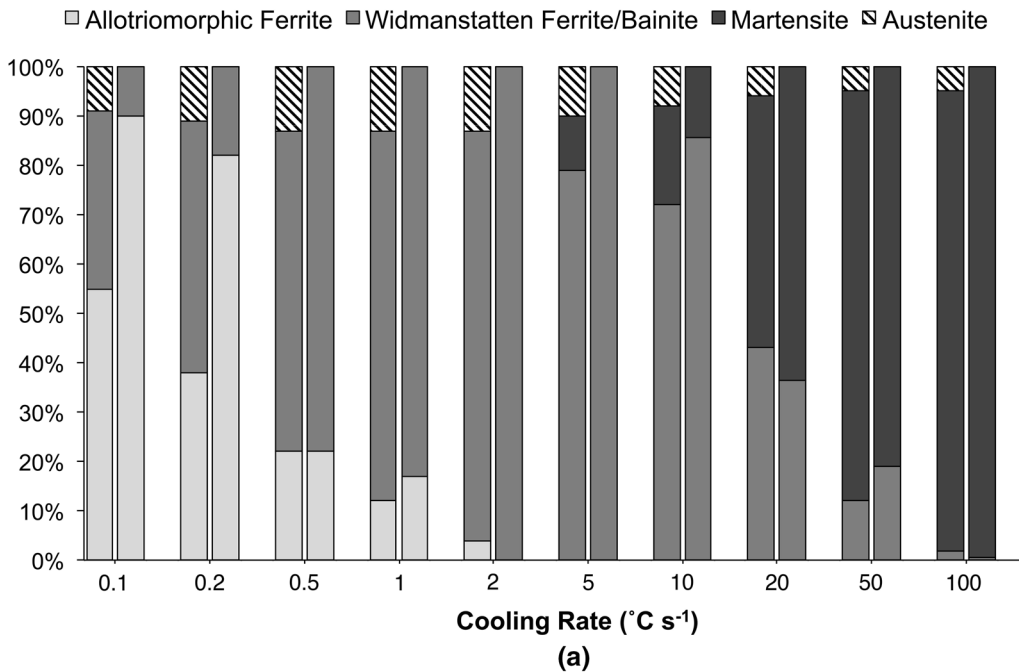 Allotriomorphic Ferrite Widmanstatten Ferrite/Bainite Martensite Austenite
100%
90%
80%
70%
60%
50%
40%
30%
20%
10%
0%
0.1 0.2 0.5 1 2 5 10 20 50 100
Cooling Rate (˚C s⁻¹)
(a)